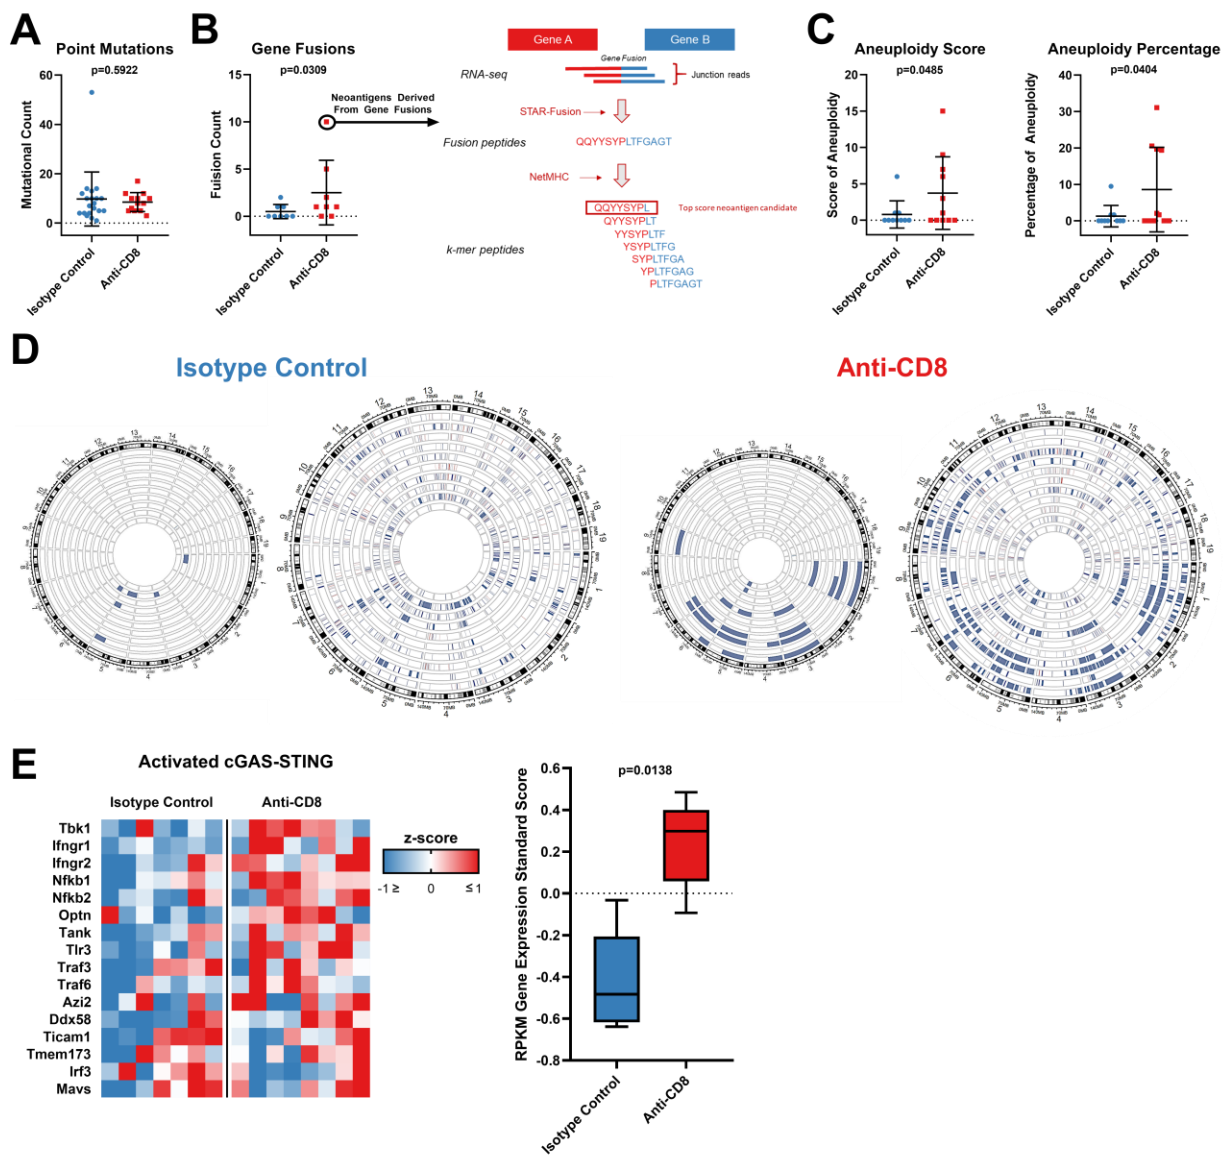 A
Point Mutations
p=0.5922
Mutational Count
60
40
20
0
Isotype Control
Anti-CD8
B
Gene Fusions
p=0.0309
Fuision Count
15
10
5
0
Isotype Control
Anti-CD8
Neoantigens Derived
From Gene Fusions
Gene A
Gene B
Gene Fusion
RNA-seq
Junction reads
STAR-Fusion
Fusion peptides
QQYYSYPLTFGAGT
NetMHC
QQYYSYPL
Top score neoantigen candidate
QYYSYPLT
YYSYPLTF
YSYPLTFG
k-mer peptides
SYPLTFGA
YPLTFGAG
PLTFGAGT
C
Aneuploidy Score
p=0.0485
Score of Aneuploidy
20
15
10
5
0
Isotype Control
Anti-CD8
Aneuploidy Percentage
p=0.0404
Percentage of Aneuploidy
40
30
20
10
0
Isotype Control
Anti-CD8
D
Isotype Control
Anti-CD8
E
Activated cGAS-STING
Isotype Control
Anti-CD8
Tbk1
Ifngr1
Ifngr2
Nfkb1
Nfkb2
Optn
Tank
Tlr3
Traf3
Traf6
Azi2
Ddx58
Ticam1
Tmem173
Irf3
Mavs
z-score
-1 ≥ 0 ≤ 1
RPKM Gene Expression Standard Score
p=0.0138
0.6
0.4
0.2
0.0
-0.2
-0.4
-0.6
-0.8
Isotype Control
Anti-CD8